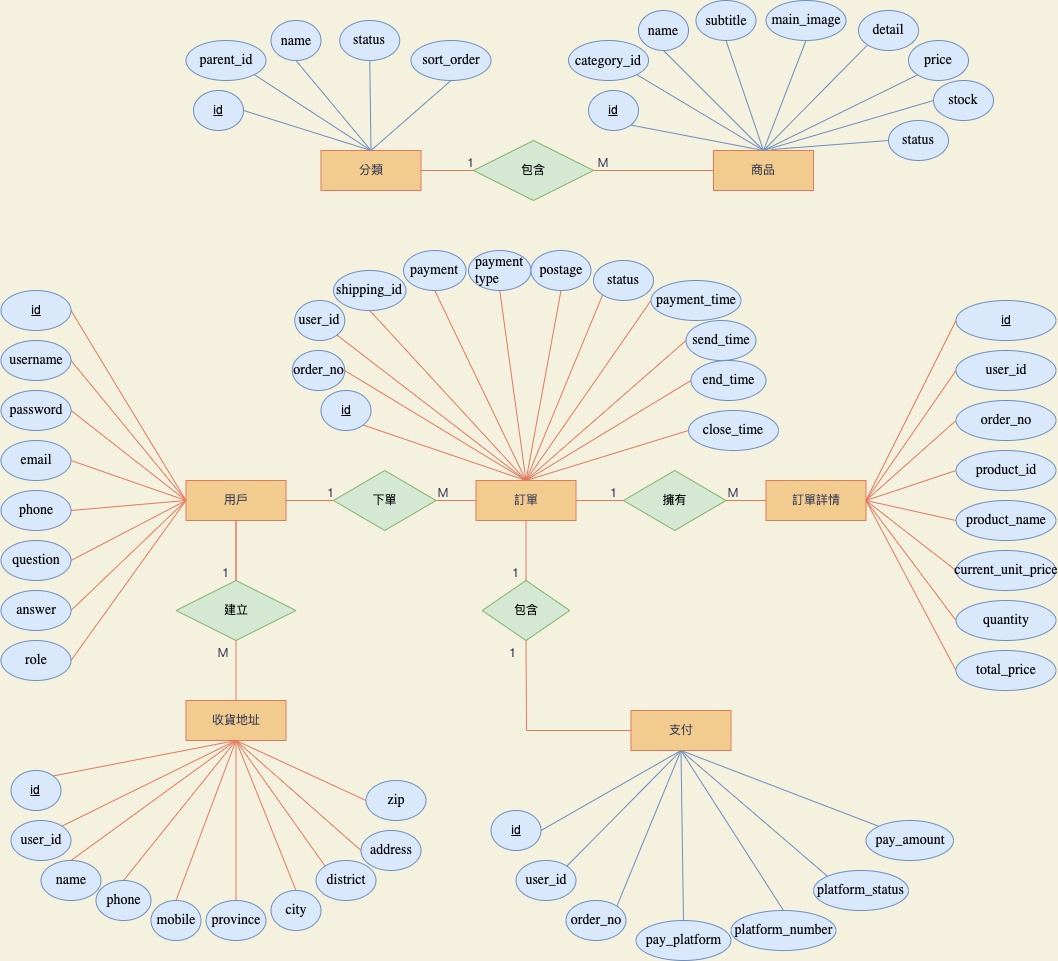 name
status
parent_id
sort_order
id
分類
1
包含
M
name
subtitle
main_image
detail
category_id
price
id
stock
status
商品
id
username
password
email
phone
question
answer
role
用戶
1
下單
M
shipping_id
payment
payment
type
postage
status
payment_time
user_id
send_time
order_no
end_time
id
close_time
訂單
1
擁有
M
訂單詳情
id
user_id
order_no
product_id
product_name
current_unit_price
quantity
total_price
1
建立
M
收貨地址
id
user_id
name
phone
mobile
province
city
district
address
zip
1
包含
1
支付
id
user_id
order_no
pay_platform
platform_number
platform_status
pay_amount